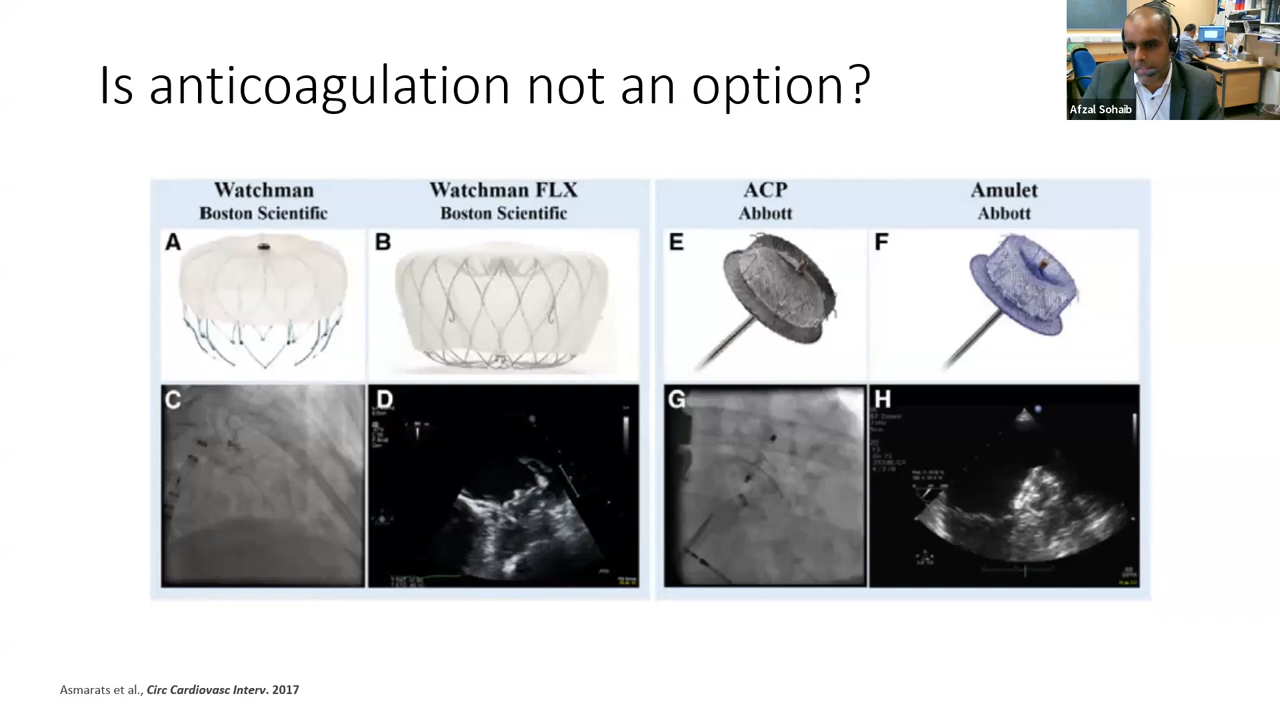 Is anticoagulation not an option?
Afzal Sohaib
Watchman
Boston Scientific
Watchman FLX
Boston Scientific
ACP
Abbott
Amulet
Abbott
A
B
E
F
C
D
G
H
Asmarats et al., Circ Cardiovasc Interv. 2017